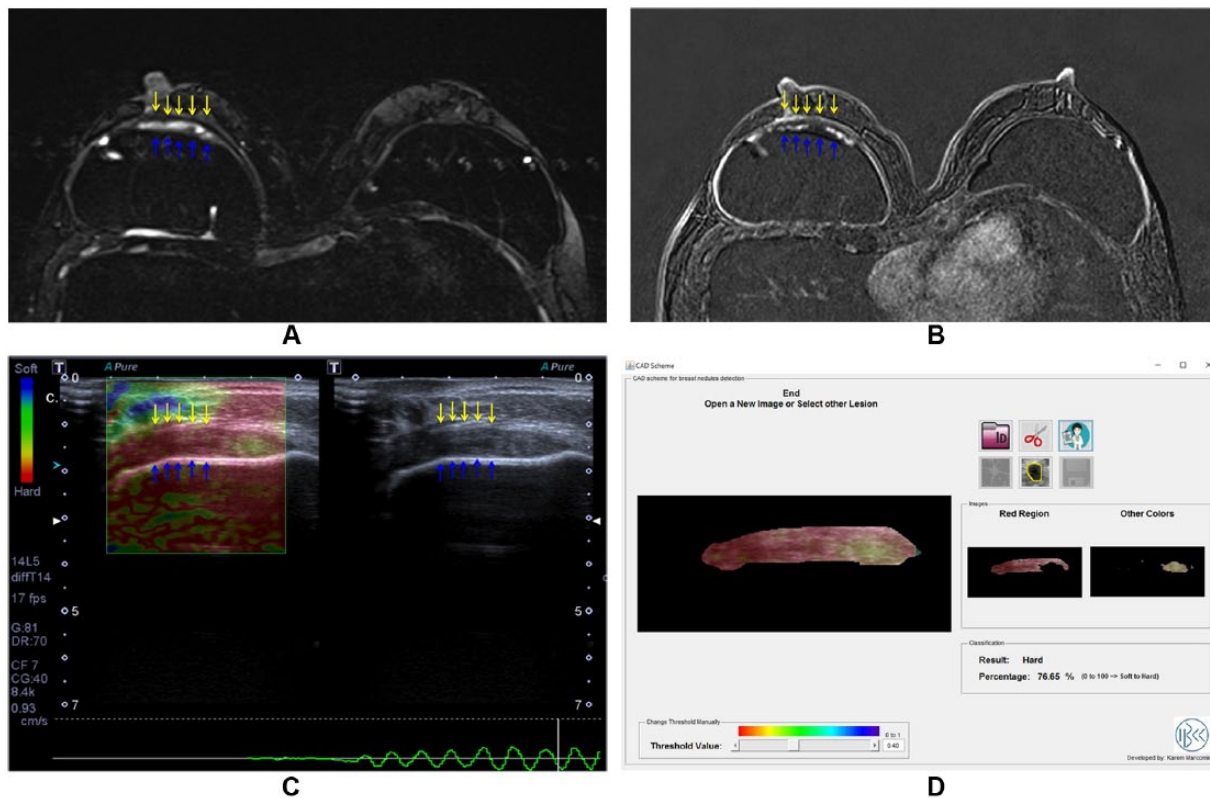 A
B
Soft
T
A Pure
T
C.
0
0
Hard
14L5
diffT14
17 fps
G:81
DR:70
CF 7
CG:40
8.4k
0.93
cm/s
5
5
7
7
C
CAD Scheme
CAD scheme for breast nodules detection
End
Open a New Image or Select other Lesion
ID
Images
Red Region
Other Colors
Classification
Result: Hard
Percentage: 76.65 % (0 to 100 => Soft to Hard)
Change Threshold Manually
0 to 1
Threshold Value:
0.40
IBCC
Developed by: Karem Marcomini
D